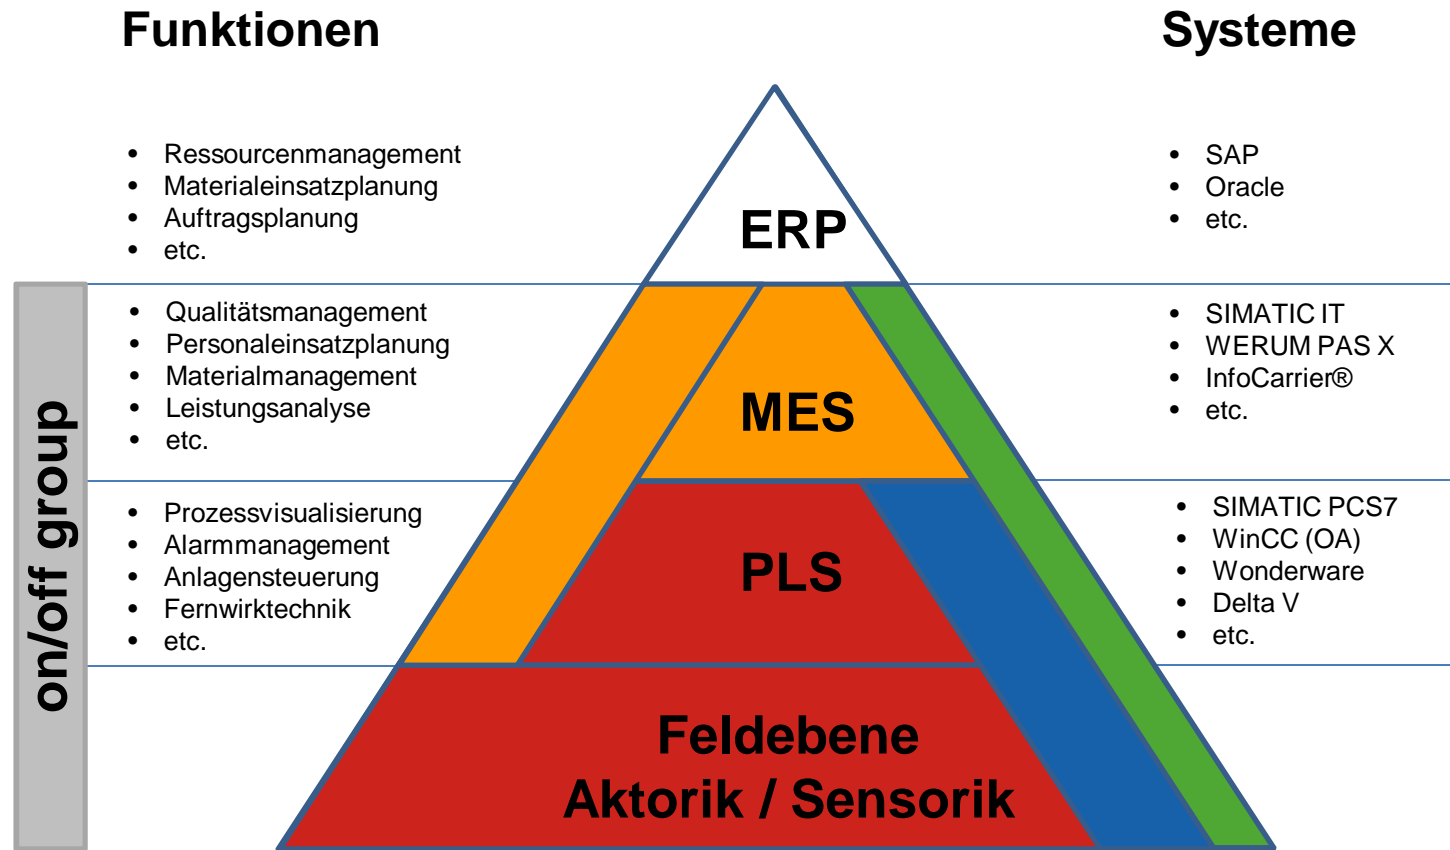 Funktionen
Systeme
• Ressourcenmanagement
• Materialeinsatzplanung
• Auftragsplanung
• etc.
ERP
• SAP
• Oracle
• etc.
on/off group
• Qualitätsmanagement
• Personaleinsatzplanung
• Materialmanagement
• Leistungsanalyse
• etc.
MES
• SIMATIC IT
• WERUM PAS X
• InfoCarrier®
• etc.
• Prozessvisualisierung
• Alarmmanagement
• Anlagensteuerung
• Fernwirktechnik
• etc.
PLS
• SIMATIC PCS7
• WinCC (OA)
• Wonderware
• Delta V
• etc.
Feldebene
Aktorik / Sensorik